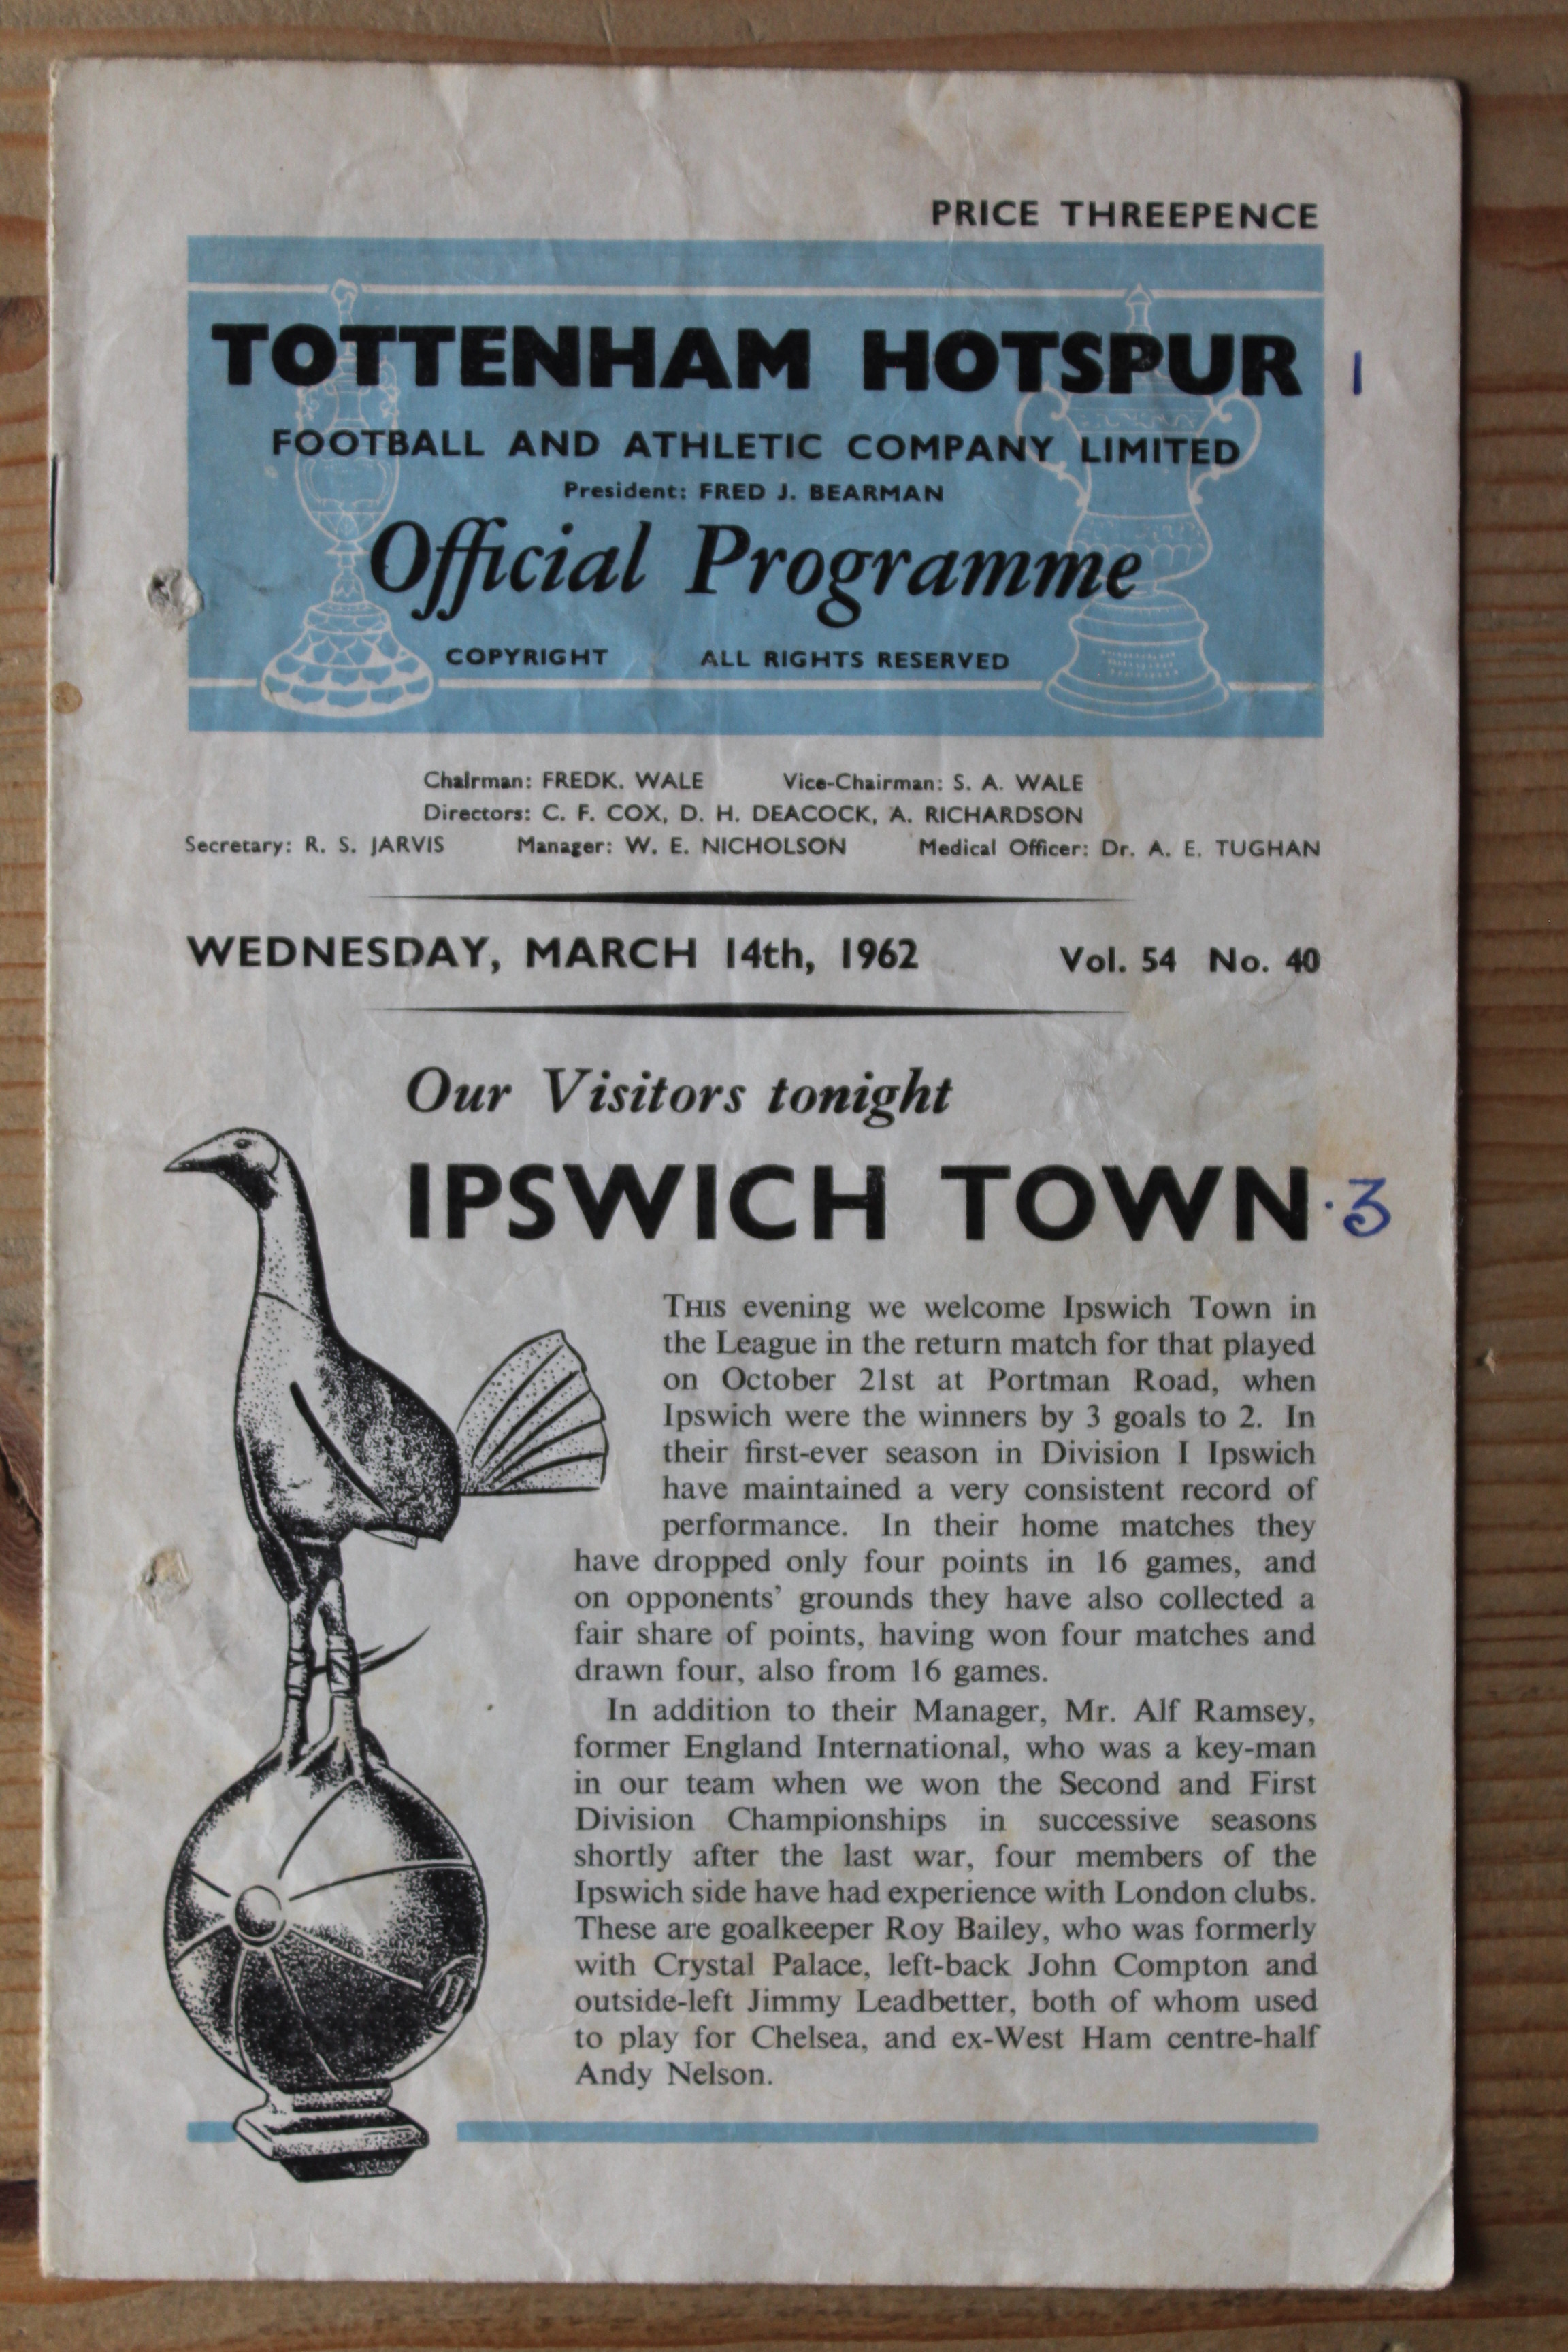 PRICE THREEPENCE
TOTTENHAM HOTSPUR 1
FOOTBALL AND ATHLETIC COMPANY LIMITED
President: FRED J. BEARMAN
Official Programme
COPYRIGHT ALL RIGHTS RESERVED
Chairman: FREDK. WALE Vice-Chairman: S. A. WALE
Directors: C. F. COX, D. H. DEACOCK, A. RICHARDSON
Secretary: R. S. JARVIS Manager: W. E. NICHOLSON Medical Officer: Dr. A. E. TUGHAN
WEDNESDAY, MARCH 14th, 1962 Vol. 54 No. 40
Our Visitors tonight
IPSWICH TOWN · 3
THIS evening we welcome Ipswich Town in
the League in the return match for that played
on October 21st at Portman Road, when
Ipswich were the winners by 3 goals to 2. In
their first-ever season in Division I Ipswich
have maintained a very consistent record of
performance. In their home matches they
have dropped only four points in 16 games, and
on opponents' grounds they have also collected a
fair share of points, having won four matches and
drawn four, also from 16 games.
In addition to their Manager, Mr. Alf Ramsey,
former England International, who was a key-man
in our team when we won the Second and First
Division Championships in successive seasons
shortly after the last war, four members of the
Ipswich side have had experience with London clubs.
These are goalkeeper Roy Bailey, who was formerly
with Crystal Palace, left-back John Compton and
outside-left Jimmy Leadbetter, both of whom used
to play for Chelsea, and ex-West Ham centre-half
Andy Nelson.